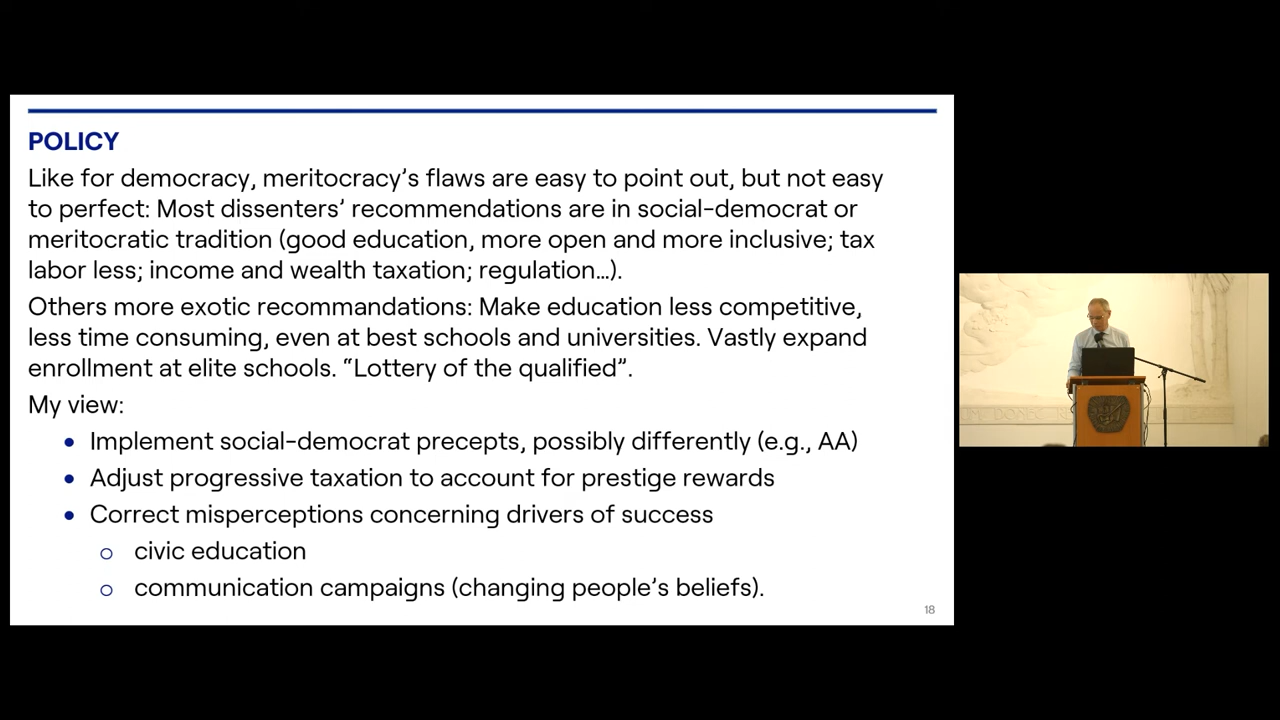 POLICY
Like for democracy, meritocracy’s flaws are easy to point out, but not easy
to perfect: Most dissenters’ recommendations are in social-democrat or
meritocratic tradition (good education, more open and more inclusive; tax
labor less; income and wealth taxation; regulation…).
Others more exotic recommandations: Make education less competitive,
less time consuming, even at best schools and universities. Vastly expand
enrollment at elite schools. “Lottery of the qualified”.
My view:
• Implement social-democrat precepts, possibly differently (e.g., AA)
• Adjust progressive taxation to account for prestige rewards
• Correct misperceptions concerning drivers of success
o civic education
o communication campaigns (changing people’s beliefs).
18